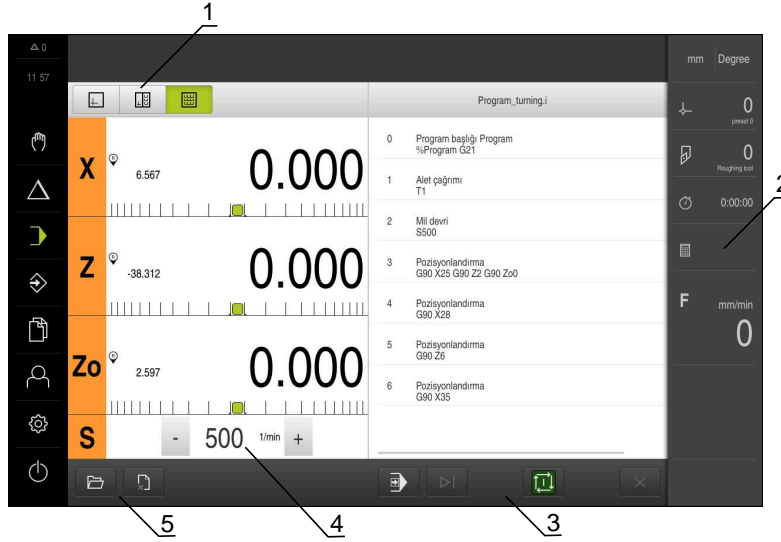 1
△ 0
11 57
mm Degree
Program_turning.i
X
R
6.567
0.000
Z
R
-38.312
0.000
Zo
R
2.597
0.000
S
- 500 1/min +
0 Program başlığı Program
%Program G21
1 Alet çağrımı
T1
2 Mil devri
S500
3 Pozisyonlandırma
G90 X25 G90 Z2 G90 Zo0
4 Pozisyonlandırma
G90 X28
5 Pozisyonlandırma
G90 Z6
6 Pozisyonlandırma
G90 X35
0
preset 0
0
Roughing tool
0:00:00
2
F mm/min
0
5
4
3